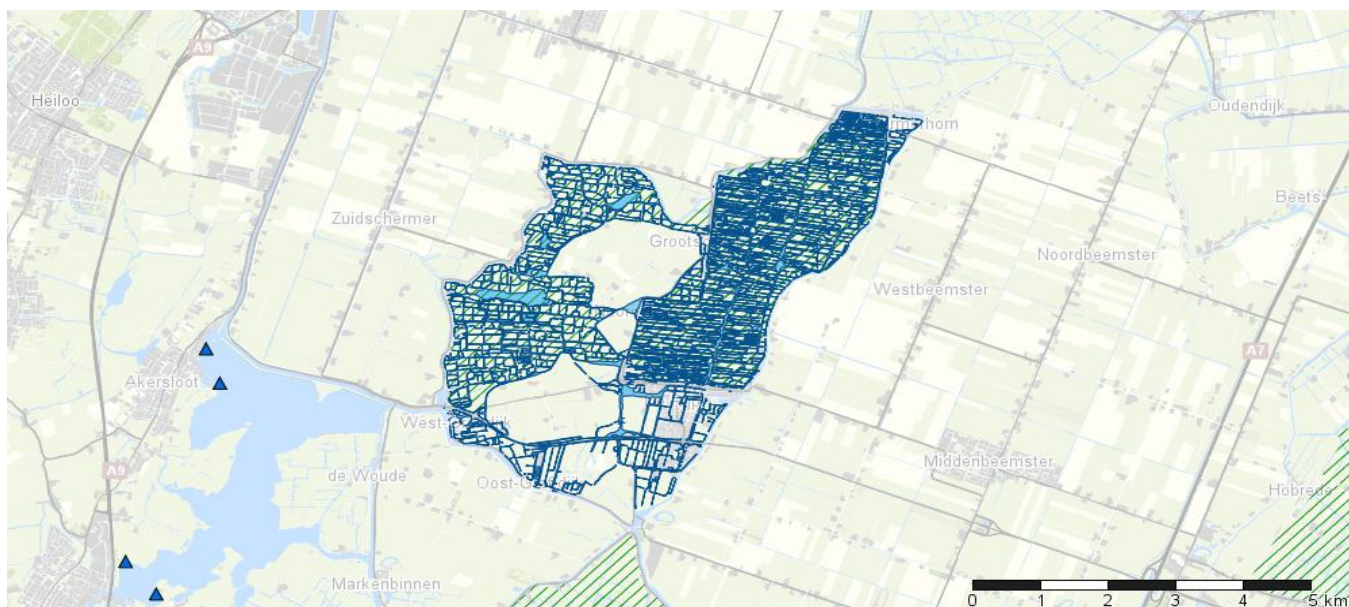 A9
Heiloo
Oudendijk
Beets
Zuidschermer
Groots
Noordbeemster
Westbeemster
A7
Akersloot
A9
Middenbeemster
de Woude
Hobrede
Markenbinnen
0 1 2 3 4 5 km